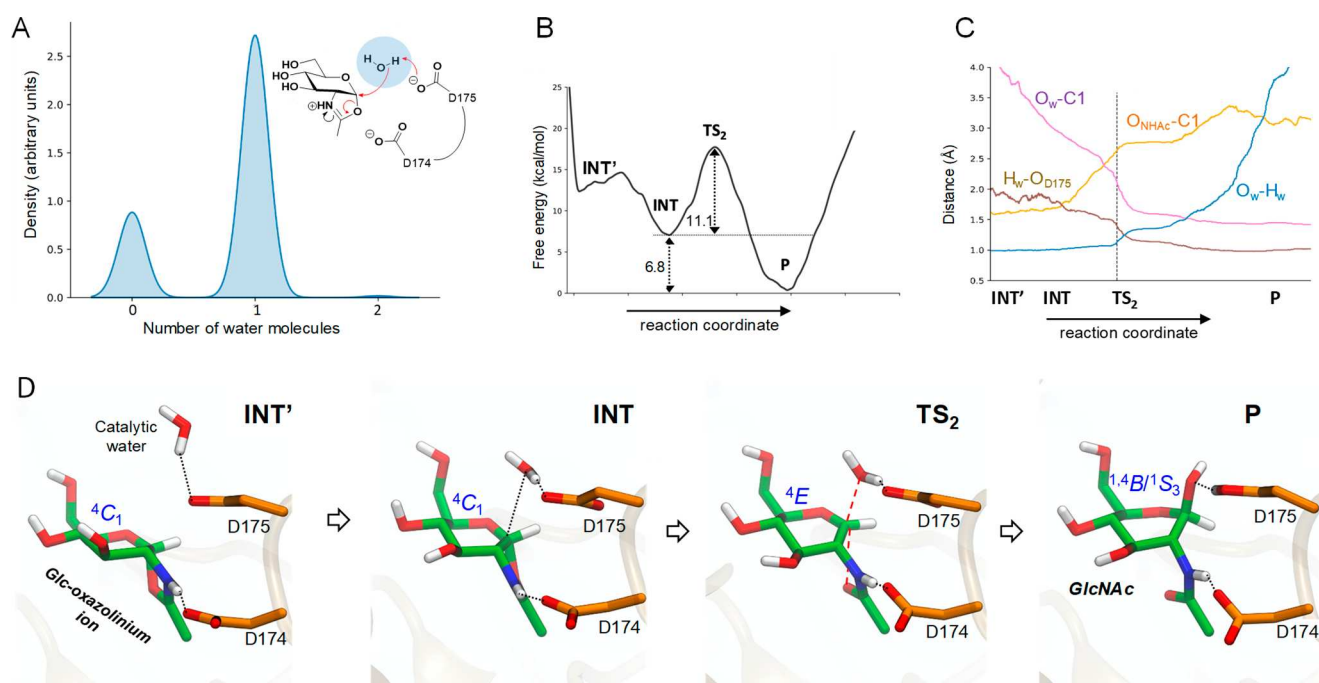 A
2.5
2.0
1.5
1.0
0.5
0.0
Density (arbitrary units)
0
1
2
Number of water molecules
HO
HO
HO
O
HN
⊕
O
H
O
H
⊖
O
O
D175
⊖
O
O
D174
B
25
20
15
10
5
0
Free energy (kcal/mol)
INT'
INT
TS2
P
11.1
6.8
reaction coordinate
C
4.0
3.5
3.0
2.5
2.0
1.5
1.0
0.5
Distance (Å)
Ow-C1
ONHAc-C1
Hw-OD175
Ow-Hw
INT'
INT
TS2
P
reaction coordinate
D
INT'
Catalytic
water
4C1
D175
Glc-oxazolinium
ion
D174
INT
4C1
D175
D174
TS2
4E
D175
D174
P
1,4B/1S3
D175
GlcNAc
D174